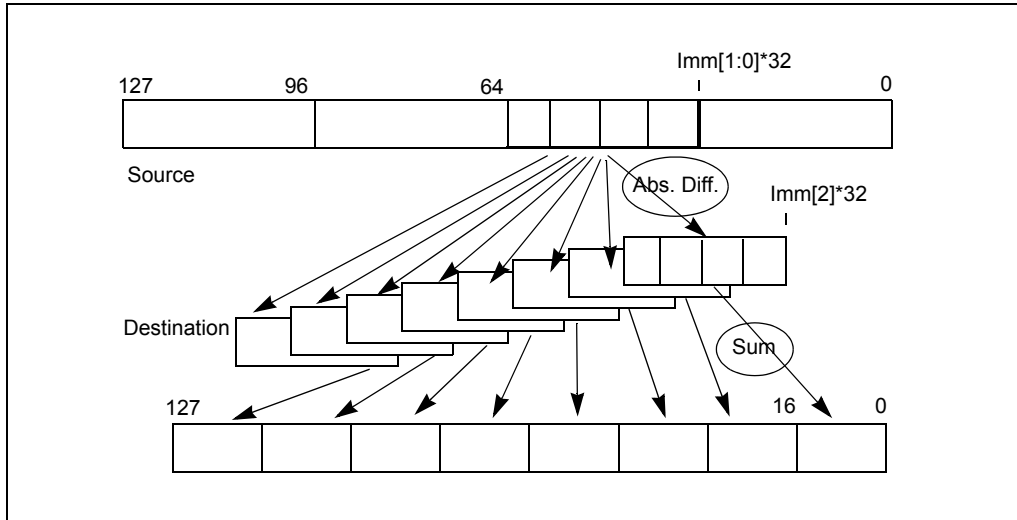 Imm[1:0]*32
127 96 64 0
Source
Abs. Diff.
Imm[2]*32
Destination
Sum
127 16 0